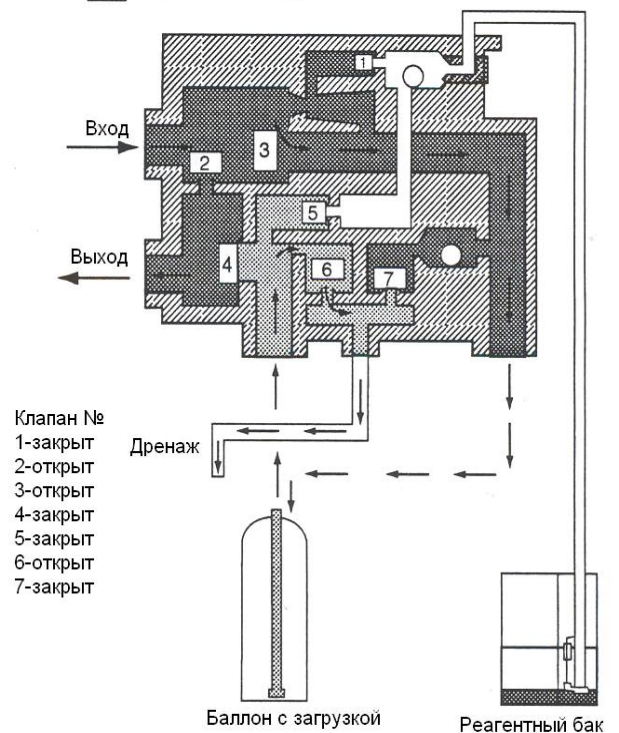 1
Вход
2
3
5
Выход
4
6
7
Клапан №
1-закрыт
2-открыт
3-открыт
4-закрыт
5-закрыт
6-открыт
7-закрыт
Дренаж
Баллон с загрузкой
Реагентный бак